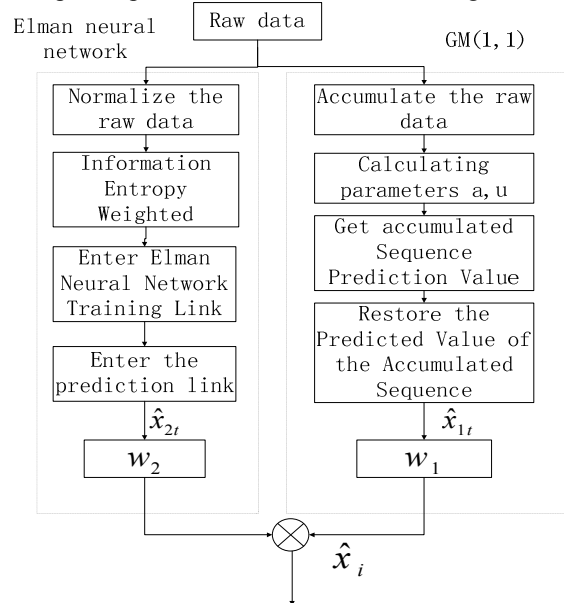 Raw data
Elman neural
network
GM(1,1)
Normalize the
raw data
Information
Entropy
Weighted
Enter Elman
Neural Network
Training Link
Enter the
prediction link
x̂₂ₜ
w₂
Accumulate the raw
data
Calculating
parameters a,u
Get accumulated
Sequence
Prediction Value
Restore the
Predicted Value of
the Accumulated
Sequence
x̂₁ₜ
w₁
x̂ᵢ